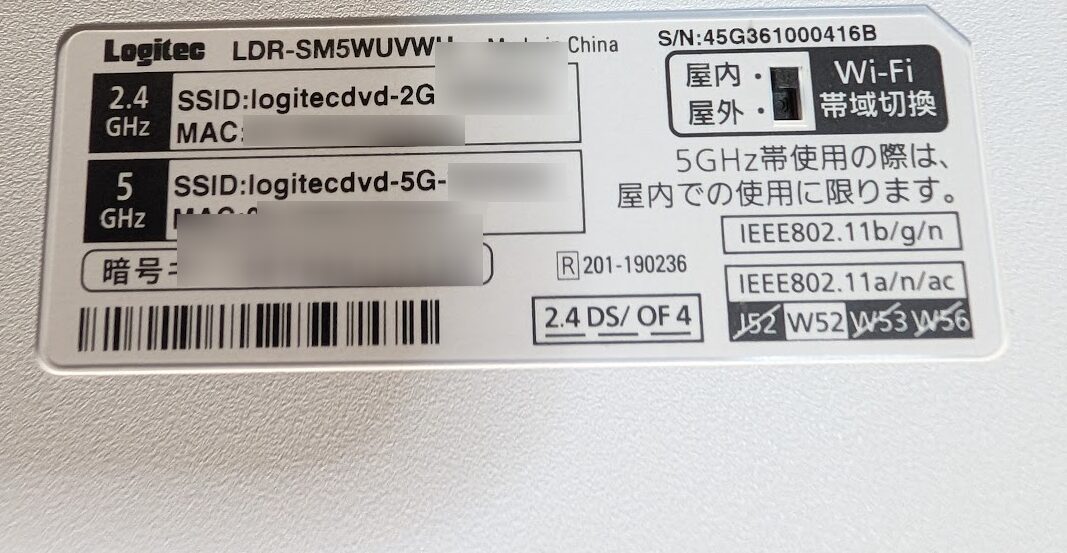 Logitec LDR-SM5WUVW in China
S/N:45G361000416B
2.4
GHz
SSID:logitecdvd-2G
MAC:
5
GHz
SSID:logitecdvd-5G-
暗号
屋内・
屋外・
Wi-Fi
帯域切換
5GHz帯使用の際は、
屋内での使用に限ります。
IEEE802.11b/g/n
R 201-190236
IEEE802.11a/n/ac
2.4 DS/ OF 4
J52 W52 W53 W56